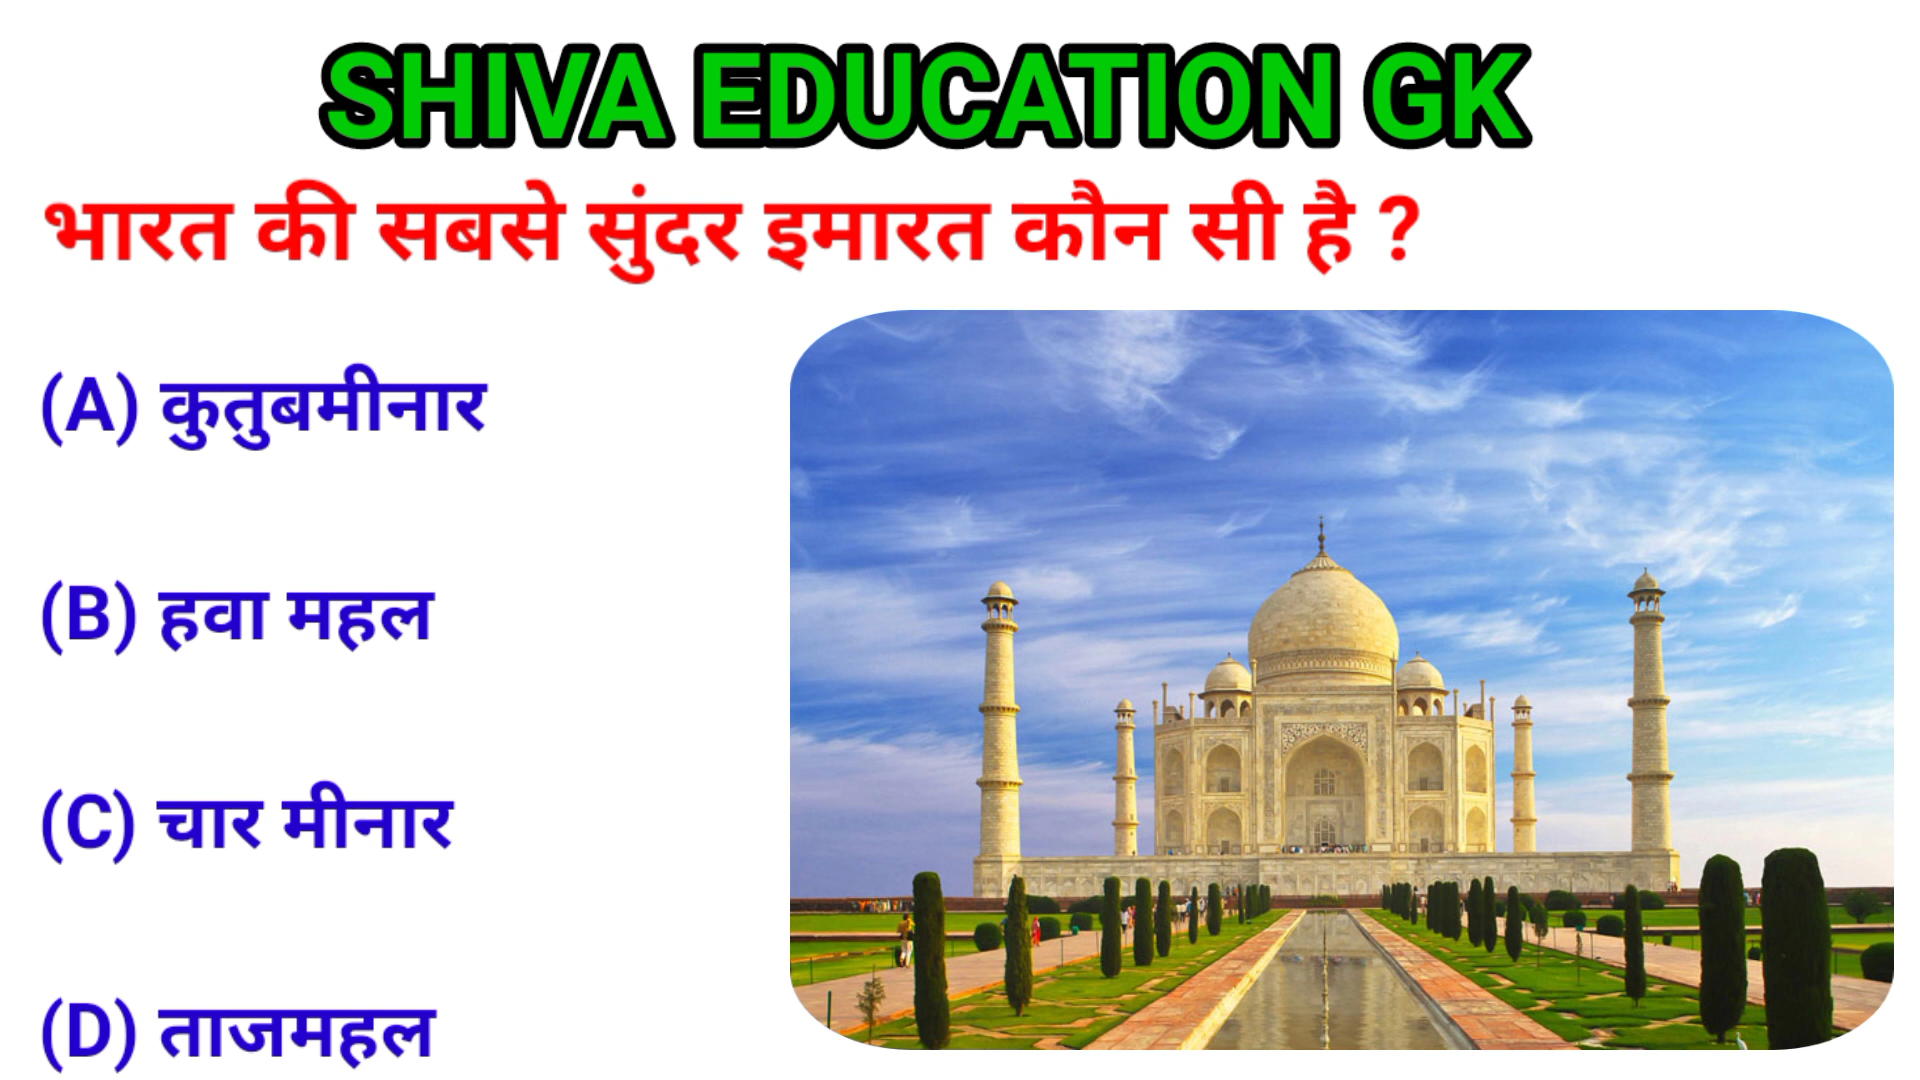 SHIVA EDUCATION GK
भारत की सबसे सुंदर इमारत कौन सी है ?
(A) कुतुबमीनार
(B) हवा महल
(C) चार मीनार
(D) ताजमहल